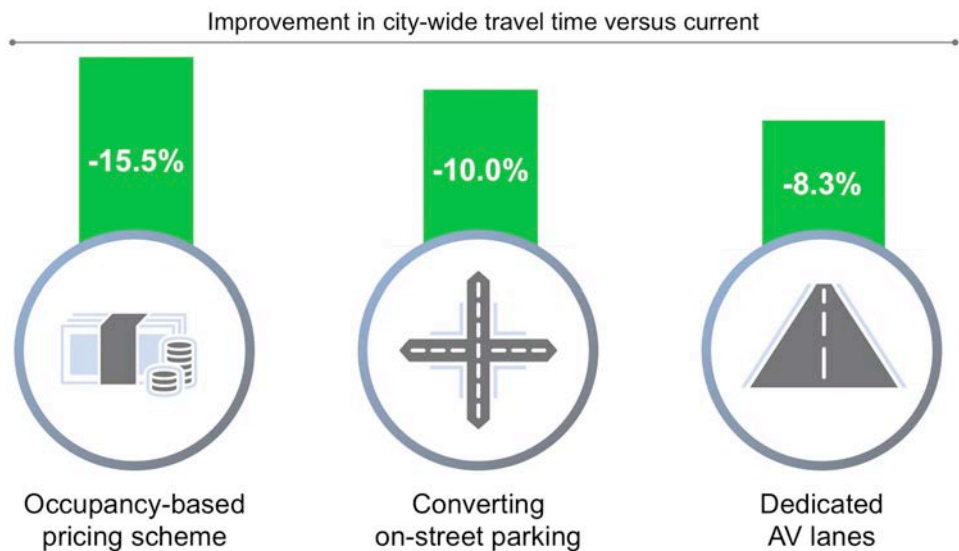 Improvement in city-wide travel time versus current
-15.5%
-10.0%
-8.3%
Occupancy-based
pricing scheme
Converting
on-street parking
Dedicated
AV lanes